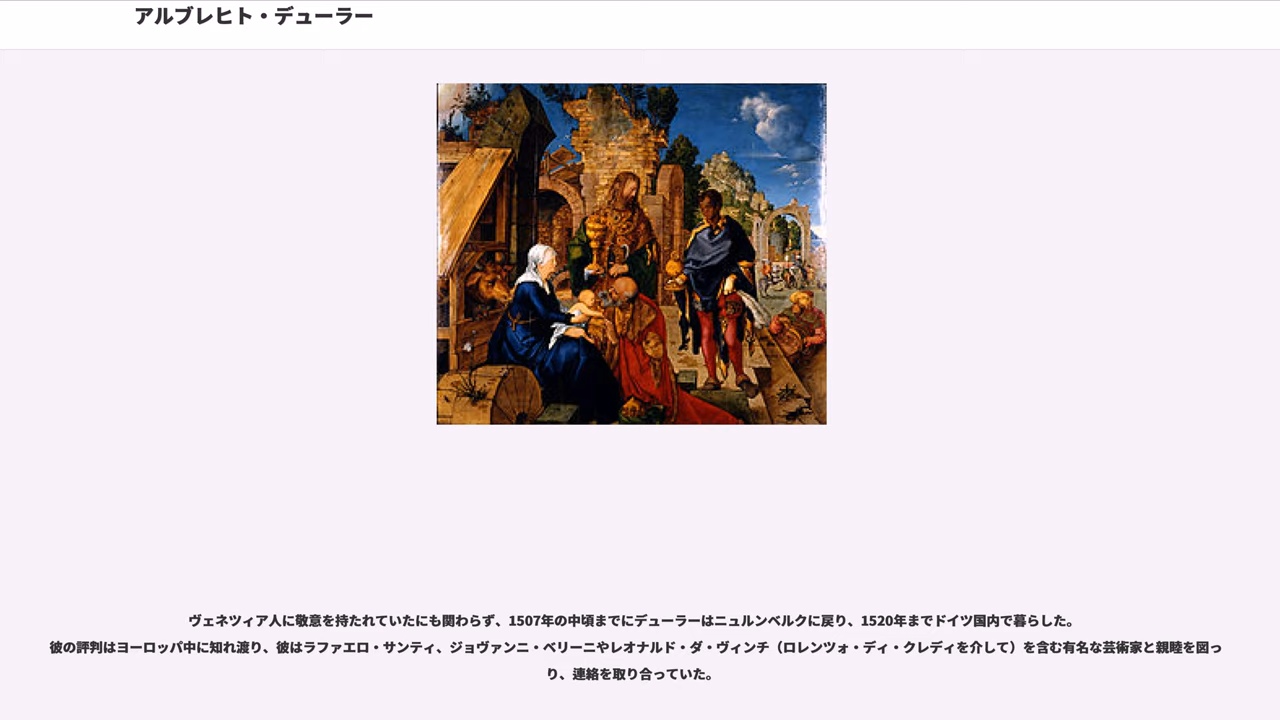 アルブレヒト・デューラー
ヴェネツィア人に敬意を持たれていたにも関わらず、1507年の中頃までにデューラーはニュルンベルクに戻り、1520年までドイツ国内で暮らした。
彼の評判はヨーロッパ中に知れ渡り、彼はラファエロ・サンティ、ジョヴァンニ・ベリーニやレオナルド・ダ・ヴィンチ（ロレンツォ・ディ・クレディを介して）を含む有名な芸術家と親睦を図っ
り、連絡を取り合っていた。